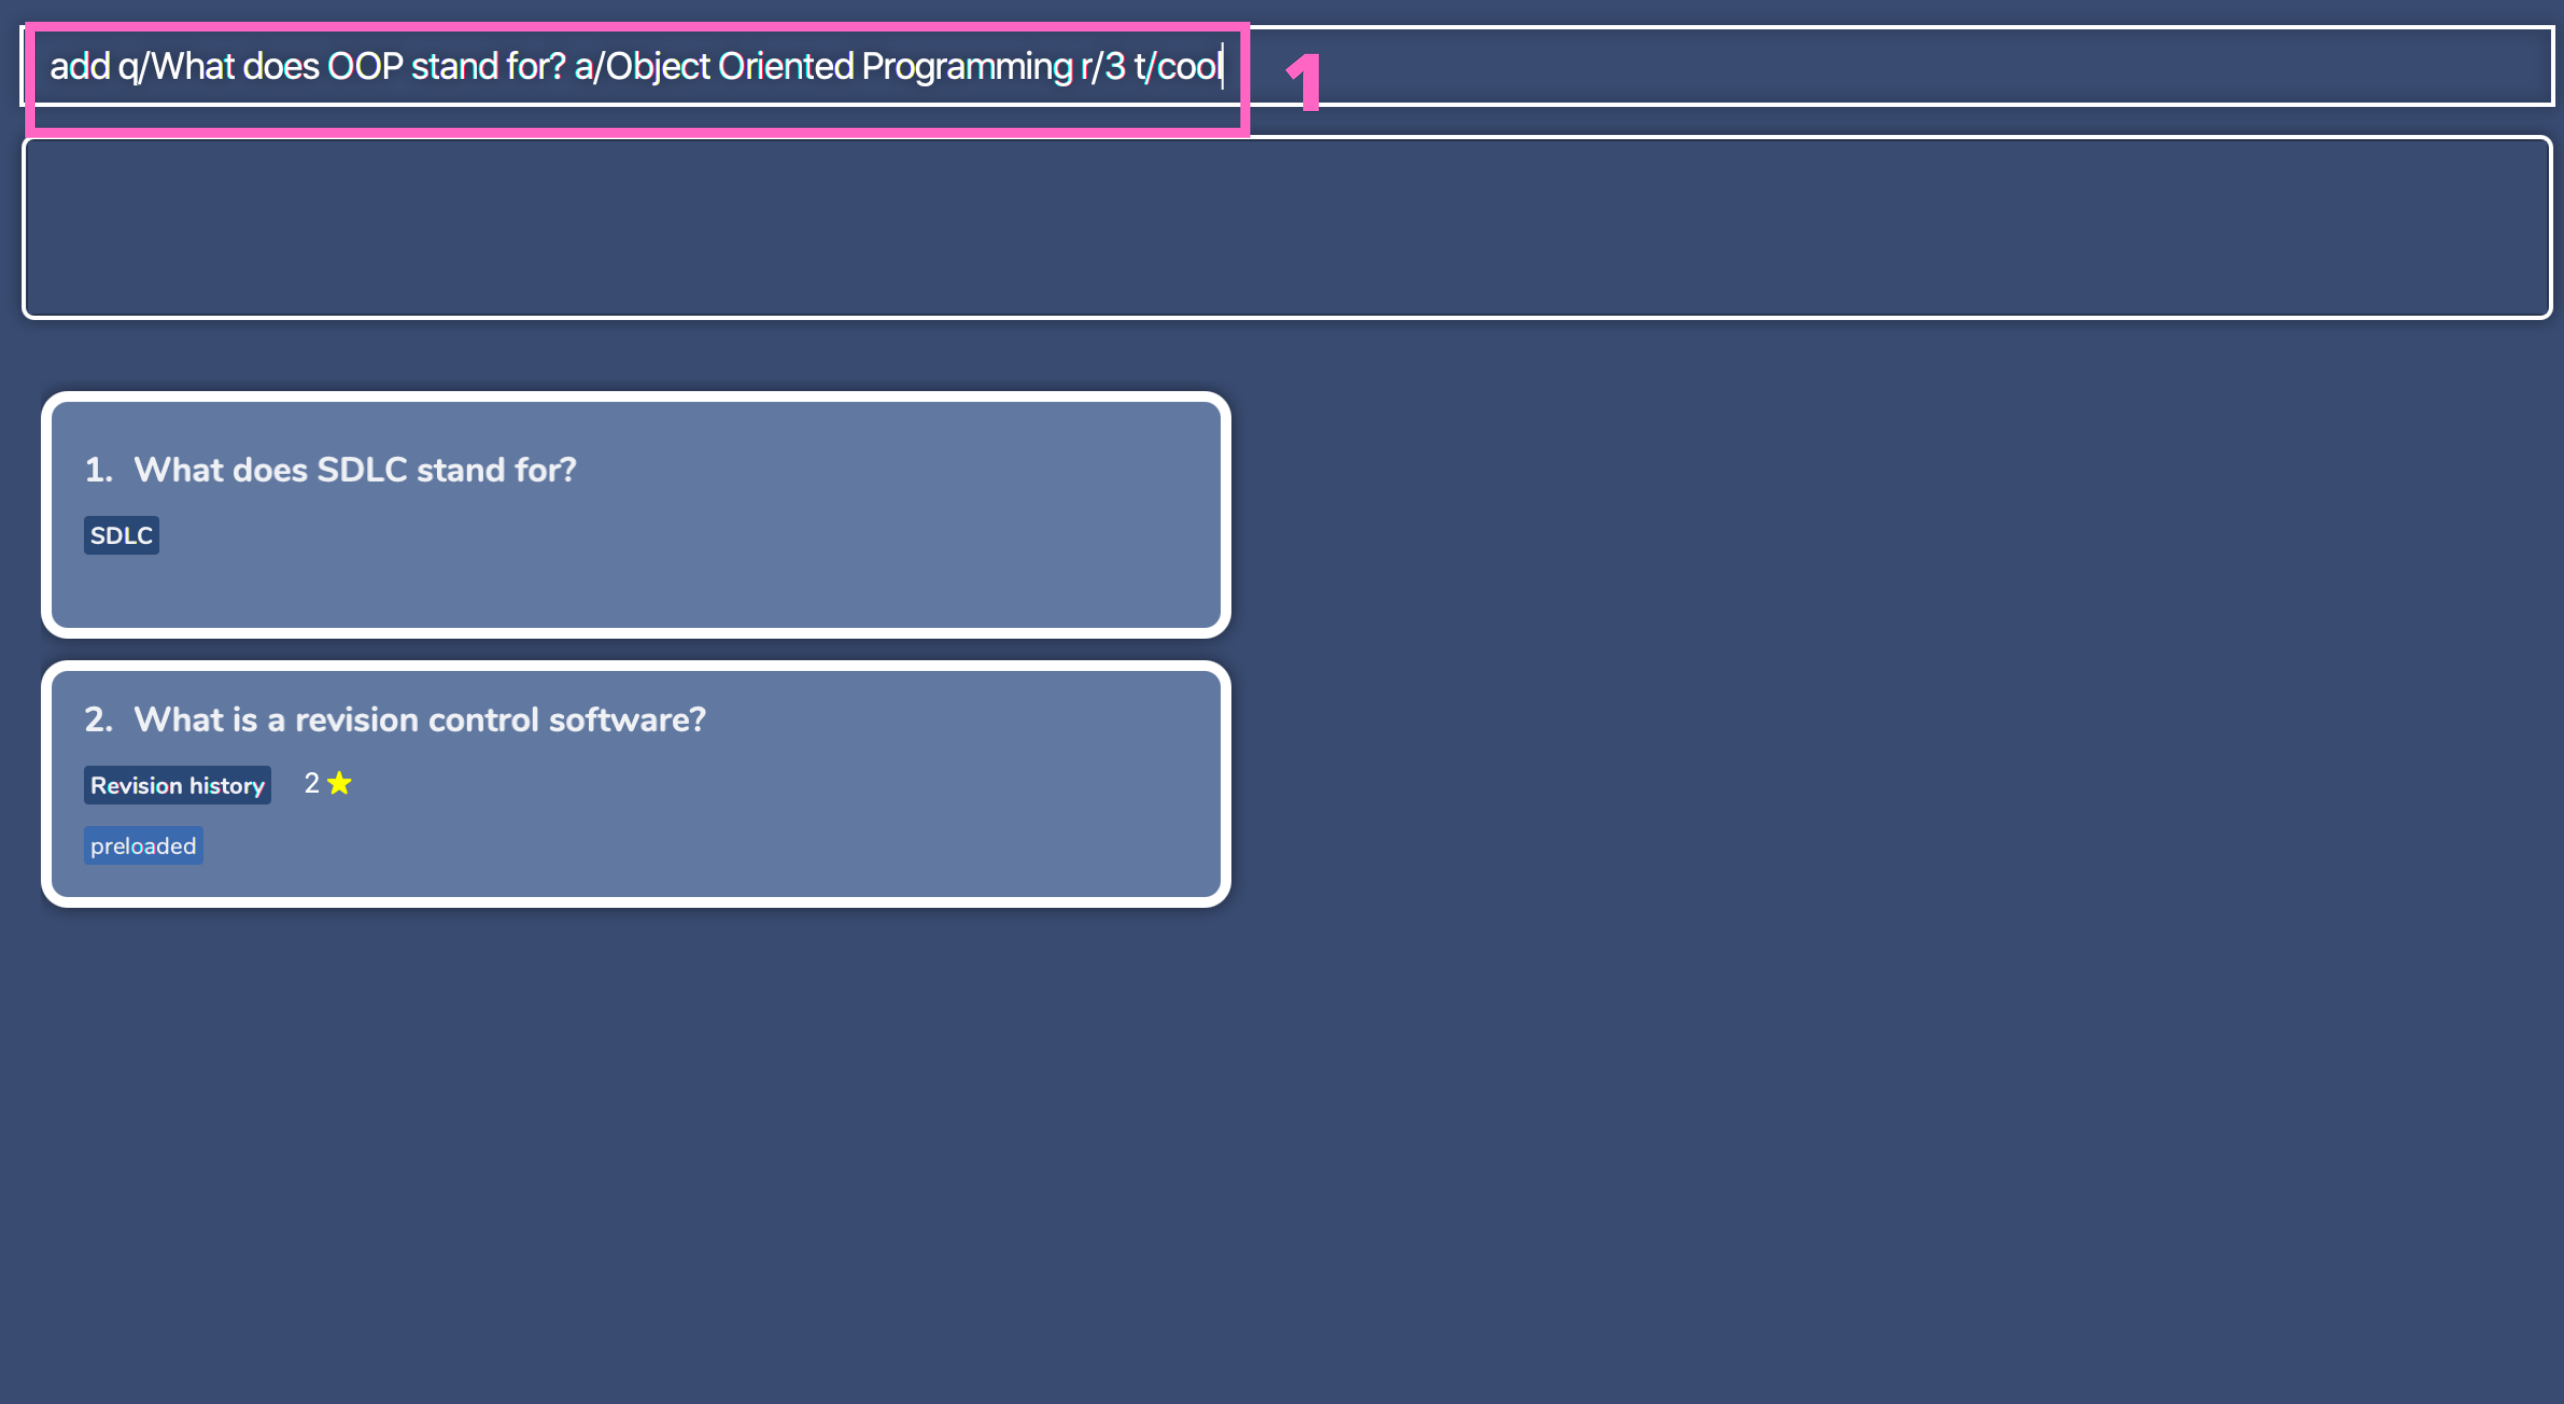 add q/What does OOP stand for? a/Object Oriented Programming r/3 t/cool
1
1. What does SDLC stand for?
SDLC
2. What is a revision control software?
Revision history 2 ★
preloaded